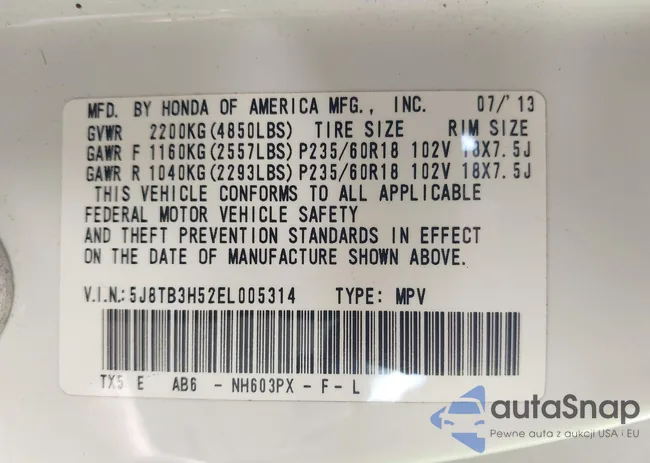 MFD. BY HONDA OF AMERICA MFG., INC. 07/'13
GVWR 2200KG(4850LBS) TIRE SIZE RIM SIZE
GAWR F 1160KG(2557LBS) P235/60R18 102V 18X7.5J
GAWR R 1040KG(2293LBS) P235/60R18 102V 18X7.5J
THIS VEHICLE CONFORMS TO ALL APPLICABLE
FEDERAL MOTOR VEHICLE SAFETY
AND THEFT PREVENTION STANDARDS IN EFFECT
ON THE DATE OF MANUFACTURE SHOWN ABOVE.
V.I.N.:5J8TB3H52EL005314 TYPE: MPV
TX5 E AB6 - NH603PX - F - L
autaSnap
Pewne auta z aukcji USA i EU